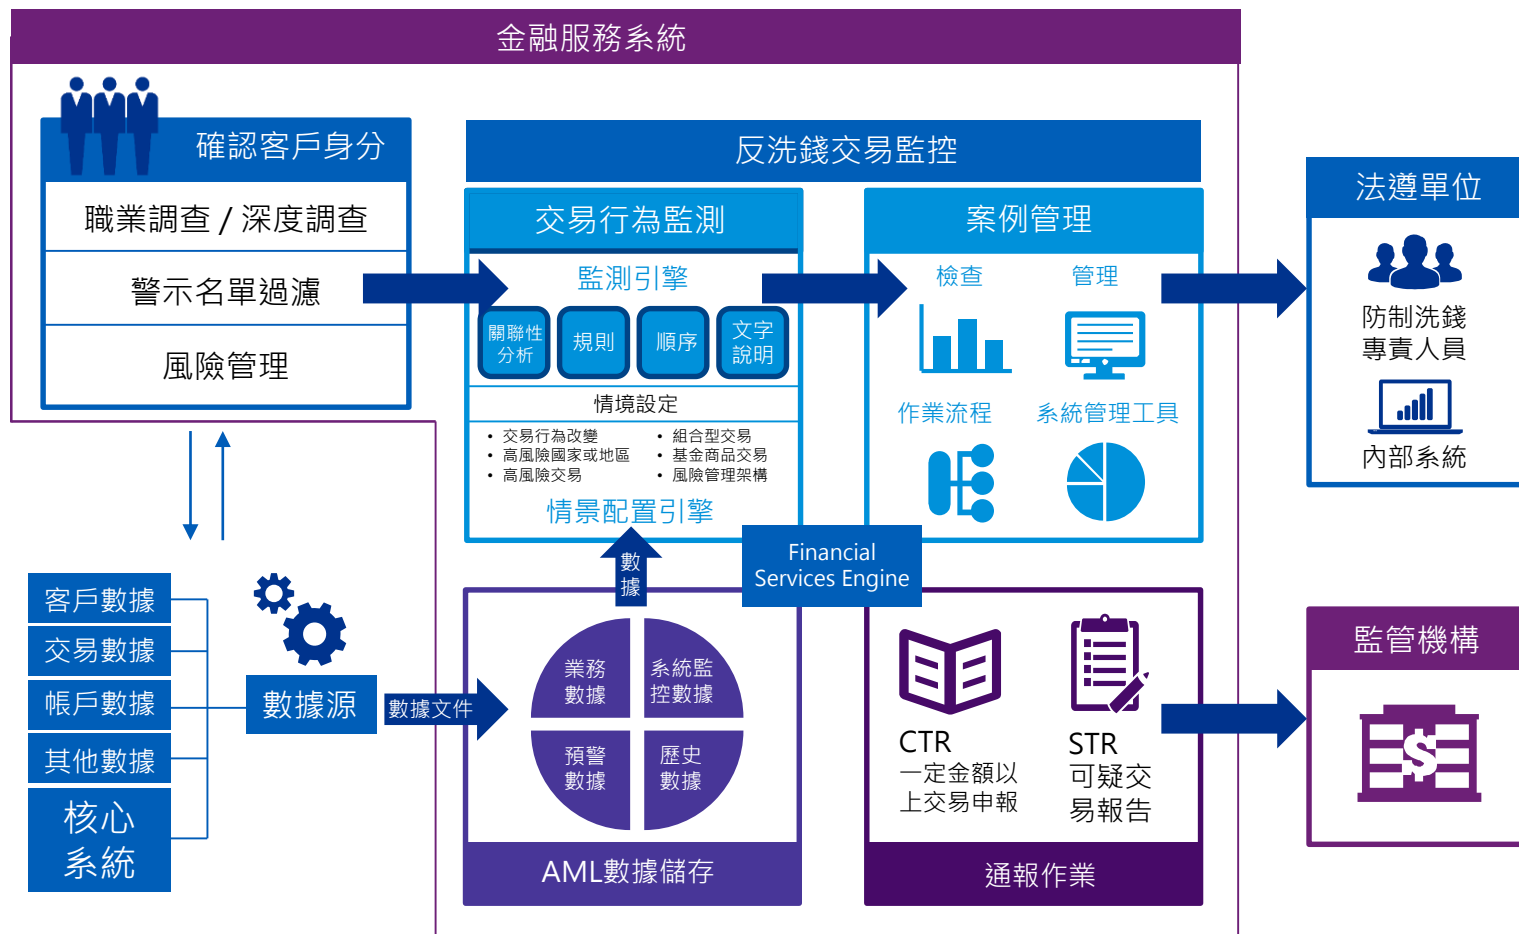 金融服務系統
確認客戶身分
職業調查 / 深度調查
警示名單過濾
風險管理
反洗錢交易監控
交易行為監測
監測引擎
關聯性
分析
規則
順序
文字
說明
情境設定
• 交易行為改變
• 高風險國家或地區
• 高風險交易
• 組合型交易
• 基金商品交易
• 風險管理架構
情景配置引擎
案例管理
檢查
管理
作業流程
系統管理工具
法遵單位
防制洗錢
專責人員
內部系統
Financial
Services Engine
客戶數據
交易數據
帳戶數據
其他數據
核心
系統
數據源
數據文件
數
據
業務
數據
系統監
控數據
預警
數據
歷史
數據
AML數據儲存
CTR
一定金額以
上交易申報
STR
可疑交
易報告
通報作業
監管機構
$